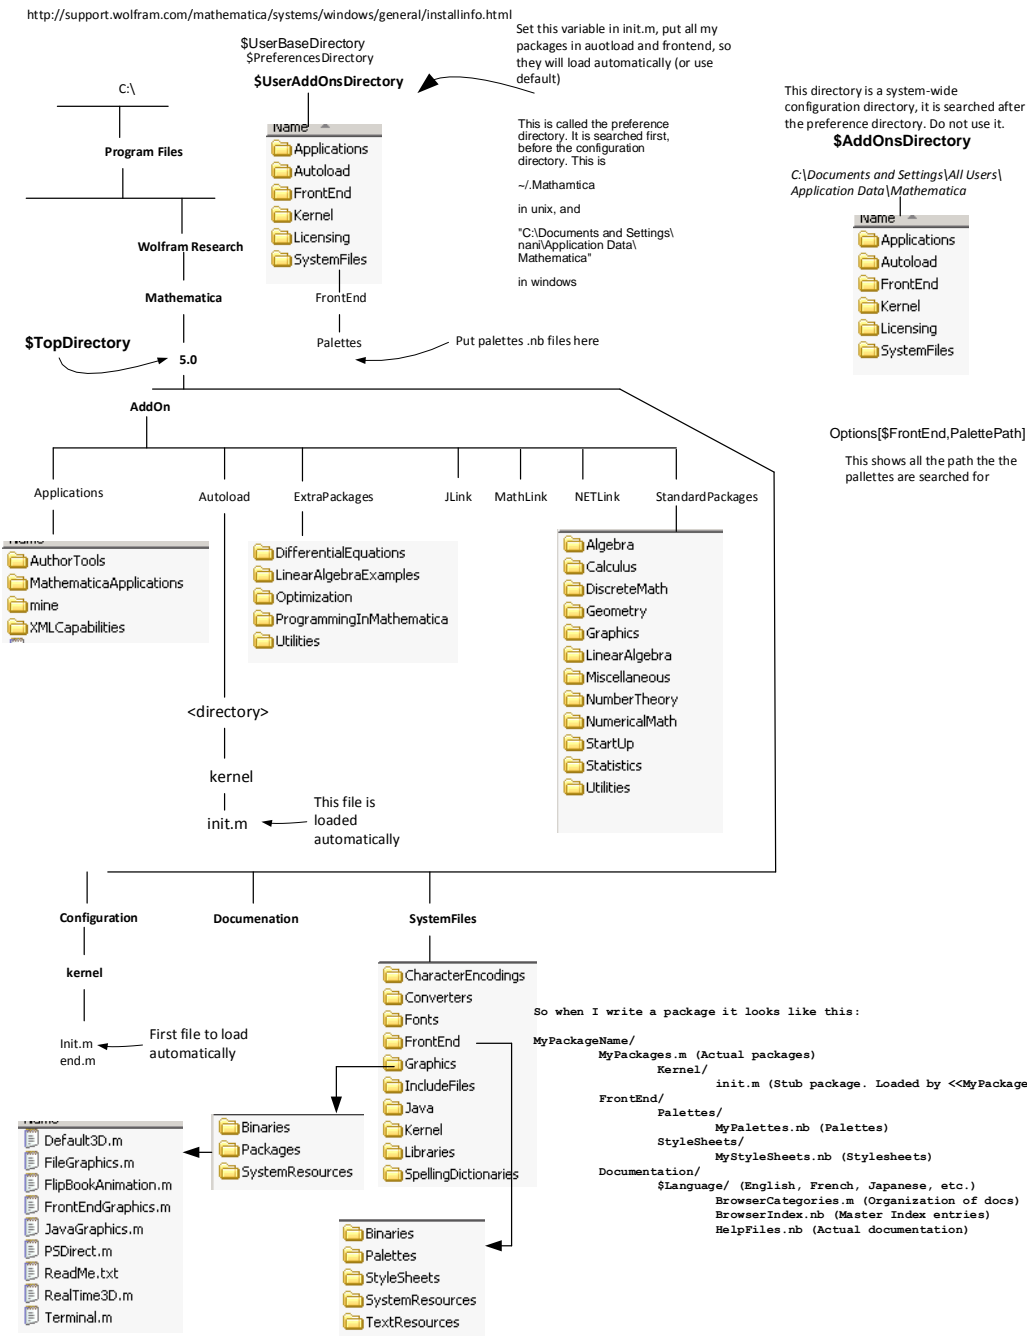 http://support.wolfram.com/mathematica/systems/windows/general/installinfo.html
$UserBaseDirectory
$PreferencesDirectory
$UserAddOnsDirectory
Name
Applications
Autoload
FrontEnd
Kernel
Licensing
SystemFiles
FrontEnd
Palettes
Put palettes .nb files here
Set this variable in init.m, put all my
packages in auotload and frontend, so
they will load automatically (or use
default)
This is called the preference
directory. It is searched first,
before the configuration
directory. This is
~/.Mathamtica
in unix, and
"C:\Documents and Settings\
nani\Application Data\
Mathematica"
in windows
This directory is a system-wide
configuration directory, it is searched after
the preference directory. Do not use it.
$AddOnsDirectory
C:\Documents and Settings\All Users\
Application Data\Mathematica
Name
Applications
Autoload
FrontEnd
Kernel
Licensing
SystemFiles
Options[$FrontEnd,PalettePath]
This shows all the path the the
pallettes are searched for
C:\
Program Files
Wolfram Research
Mathematica
$TopDirectory
5.0
AddOn
Applications
Autoload
ExtraPackages
JLink
MathLink
NETLink
StandardPackages
Name
AuthorTools
MathematicaApplications
mine
XMLCapabilities
DifferentialEquations
LinearAlgebraExamples
Optimization
ProgrammingInMathematica
Utilities
Algebra
Calculus
DiscreteMath
Geometry
Graphics
LinearAlgebra
Miscellaneous
NumberTheory
NumericalMath
StartUp
Statistics
Utilities
<directory>
kernel
init.m
This file is
loaded
automatically
Configuration
Documenation
SystemFiles
kernel
Init.m
end.m
First file to load
automatically
CharacterEncodings
Converters
Fonts
FrontEnd
Graphics
IncludeFiles
Java
Kernel
Libraries
SpellingDictionaries
Binaries
Packages
SystemResources
Name
Default3D.m
FileGraphics.m
FlipBookAnimation.m
FrontEndGraphics.m
JavaGraphics.m
PSDirect.m
ReadMe.txt
RealTime3D.m
Terminal.m
Binaries
Palettes
StyleSheets
SystemResources
TextResources
So when I write a package it looks like this:
MyPackageName/
MyPackages.m (Actual packages)
Kernel/
init.m (Stub package. Loaded by <<MyPackage
FrontEnd/
Palettes/
MyPalettes.nb (Palettes)
StyleSheets/
MyStyleSheets.nb (Stylesheets)
Documentation/
$Language/ (English, French, Japanese, etc.)
BrowserCategories.m (Organization of docs)
BrowserIndex.nb (Master Index entries)
HelpFiles.nb (Actual documentation)